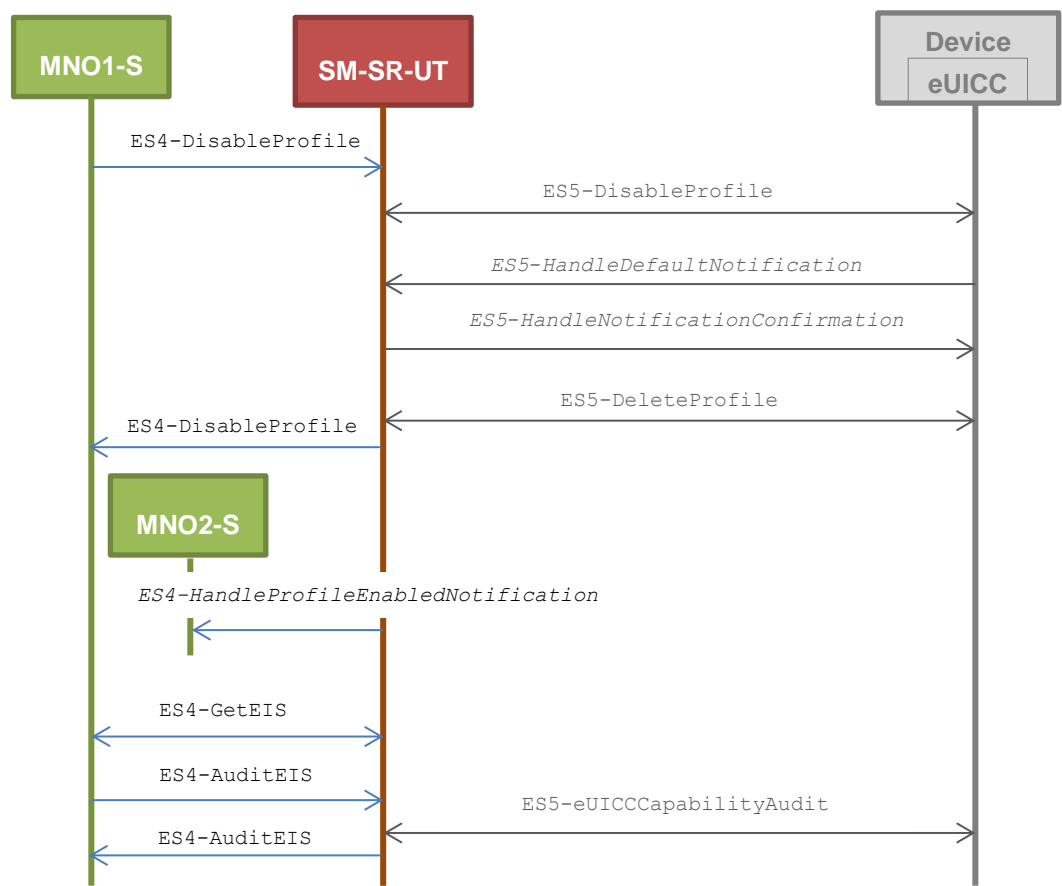 MNO1-S
SM-SR-UT
Device
eUICC
ES4-DisableProfile
ES5-DisableProfile
ES5-HandleDefaultNotification
ES5-HandleNotificationConfirmation
ES5-DeleteProfile
ES4-DisableProfile
MNO2-S
ES4-HandleProfileEnabledNotification
ES4-GetEIS
ES4-AuditEIS
ES5-eUICCCapabilityAudit
ES4-AuditEIS